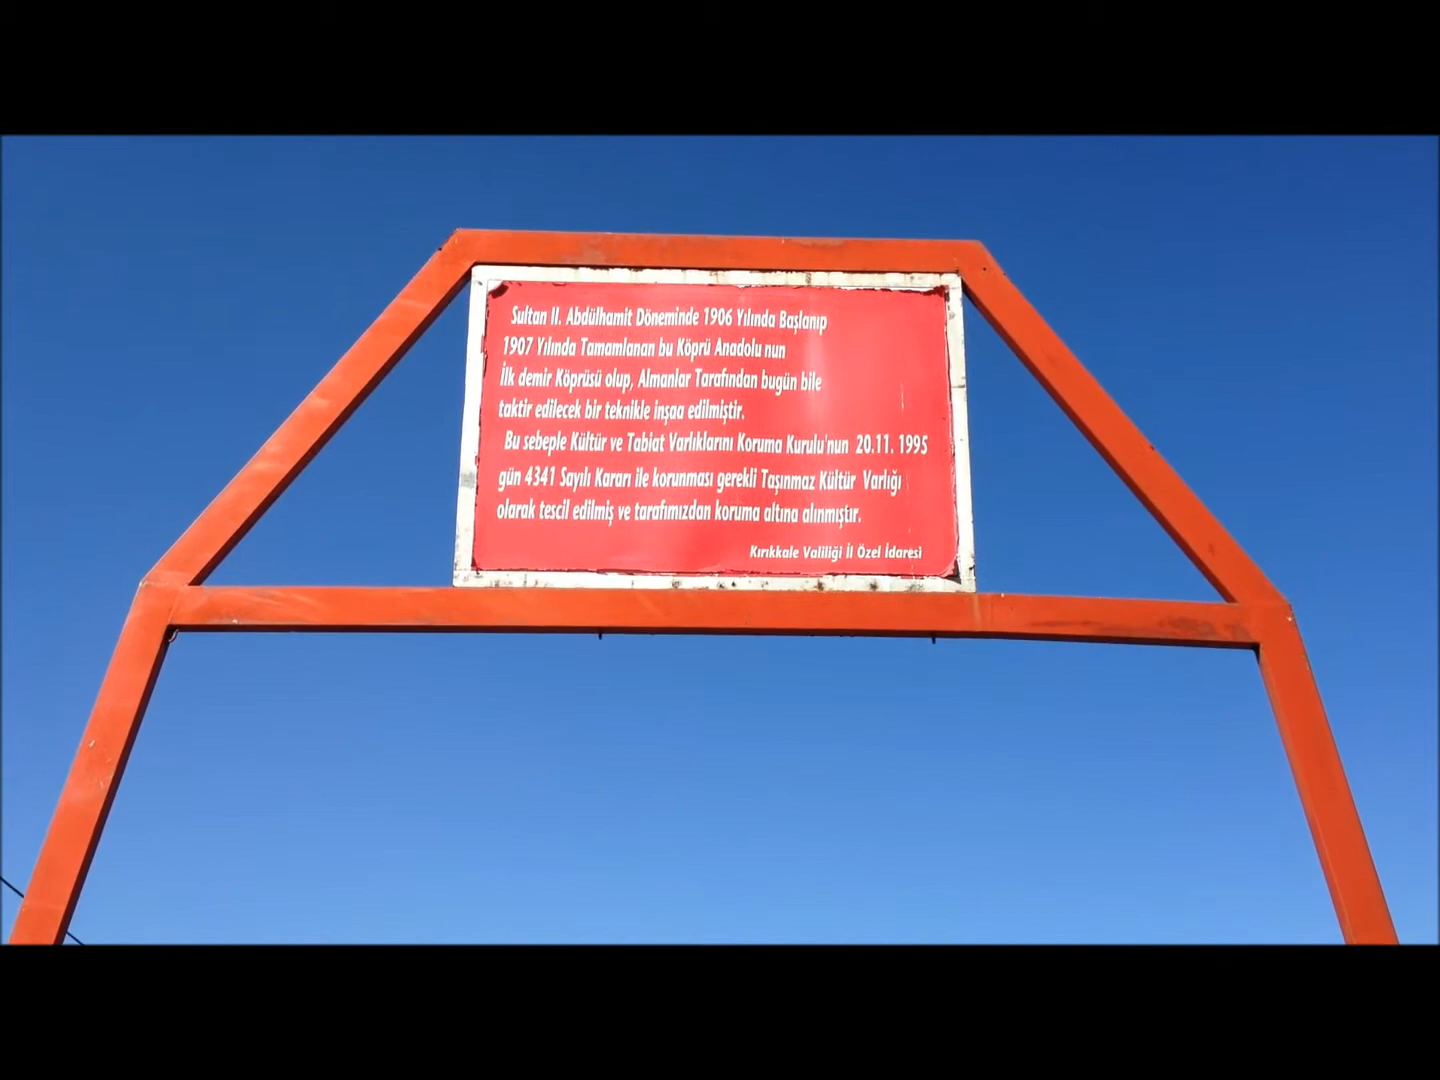 Sultan II. Abdülhamit Döneminde 1906 Yılında Başlanıp
1907 Yılında Tamamlanan bu Köprü Anadolu nun
İlk demir Köprüsü olup, Almanlar Tarafından bugün bile
taktir edilecek bir teknikle inşaa edilmiştir.
Bu sebeple Kültür ve Tabiat Varlıklarını Koruma Kurulu'nun 20.11. 1995
gün 4341 Sayılı Kararı ile korunması gerekli Taşınmaz Kültür Varlığı
olarak tescil edilmiş ve tarafımızdan koruma altına alınmıştır.
Kırıkkale Valiliği İl Özel İdaresi